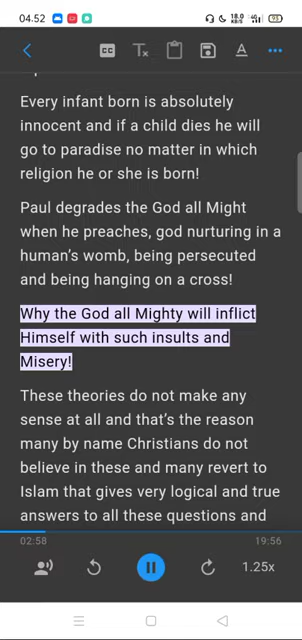 04.52
18.0
KB/S
93
CC
Every infant born is absolutely
innocent and if a child dies he will
go to paradise no matter in which
religion he or she is born!
Paul degrades the God all Might
when he preaches, god nurturing in a
human's womb, being persecuted
and being hanging on a cross!
Why the God all Mighty will inflict
Himself with such insults and
Misery!
These theories do not make any
sense at all and that's the reason
many by name Christians do not
believe in these and many revert to
Islam that gives very logical and true
answers to all these questions and
02:58
19:56
1.25x